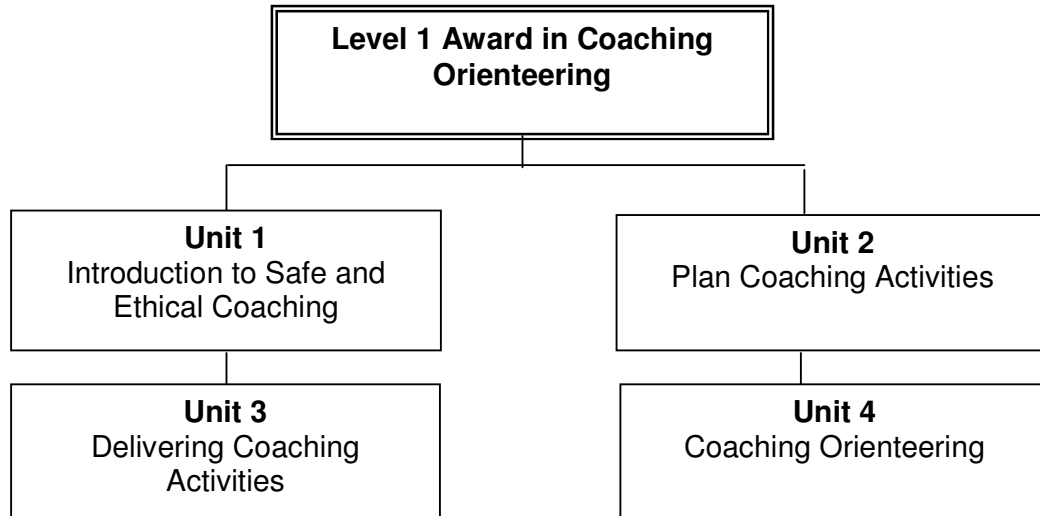 Level 1 Award in Coaching
Orienteering
Unit 1
Introduction to Safe and
Ethical Coaching
Unit 2
Plan Coaching Activities
Unit 3
Delivering Coaching
Activities
Unit 4
Coaching Orienteering